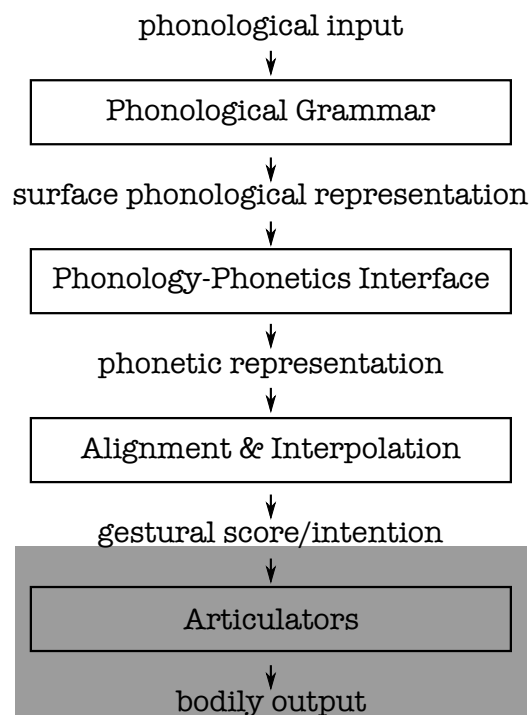 phonological input
Phonological Grammar
surface phonological representation
Phonology-Phonetics Interface
phonetic representation
Alignment & Interpolation
gestural score/intention
Articulators
bodily output